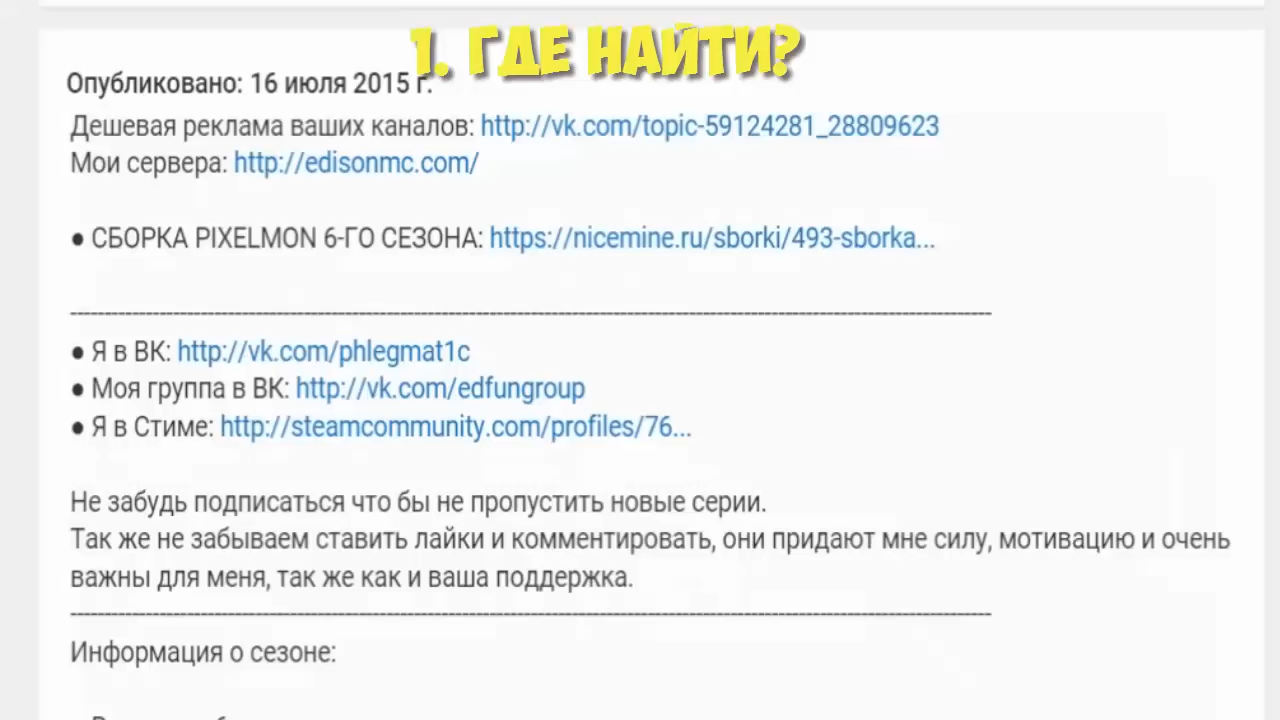 1. ГДЕ НАЙТИ?
Опубликовано: 16 июля 2015 г.
Дешевая реклама ваших каналов: http://vk.com/topic-59124281_28809623
Мои сервера: http://edisonmc.com/
● СБОРКА PIXELMON 6-ГО СЕЗОНА: https://nicemine.ru/sborki/493-sborka...
● Я в ВК: http://vk.com/phlegmat1c
● Моя группа в ВК: http://vk.com/edfungroup
● Я в Стиме: http://steamcommunity.com/profiles/76...
Не забудь подписаться что бы не пропустить новые серии.
Так же не забываем ставить лайки и комментировать, они придают мне силу, мотивацию и очень
важны для меня, так же как и ваша поддержка.
Информация о сезоне: